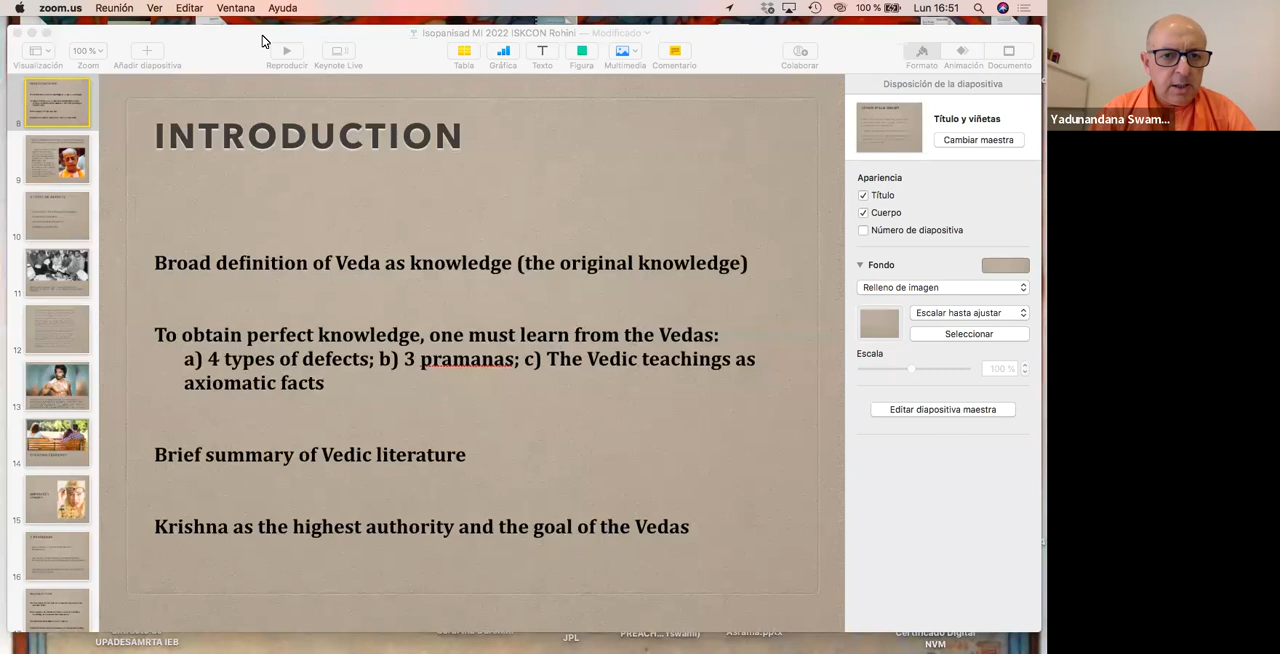 zoom.us Reunión Ver Editar Ventana Ayuda 100 % Lun 16:51
Isopanisad Mi 2022 ISKCON Rohini — Modificado
100 %
Visualización Zoom Añadir diapositiva Reproducir Keynote Live Tabla Gráfica Texto Figura Multimedia Comentario Colaborar Formato Animación Documento
8
9
10
11
12
13
14
15
16
INTRODUCTION
Broad definition of Veda as knowledge (the original knowledge)
To obtain perfect knowledge, one must learn from the Vedas:
a) 4 types of defects; b) 3 pramanas; c) The Vedic teachings as
axiomatic facts
Brief summary of Vedic literature
Krishna as the highest authority and the goal of the Vedas
Disposición de la diapositiva
Título y viñetas
Cambiar maestra
Apariencia
Título
Cuerpo
Número de diapositiva
Fondo
Relleno de imagen
Escalar hasta ajustar
Seleccionar
Escala
100 %
Editar diapositiva maestra
Yadunandana Swam...
UPADESAMRTA IEB
JPL
Certificado Digital
NVM